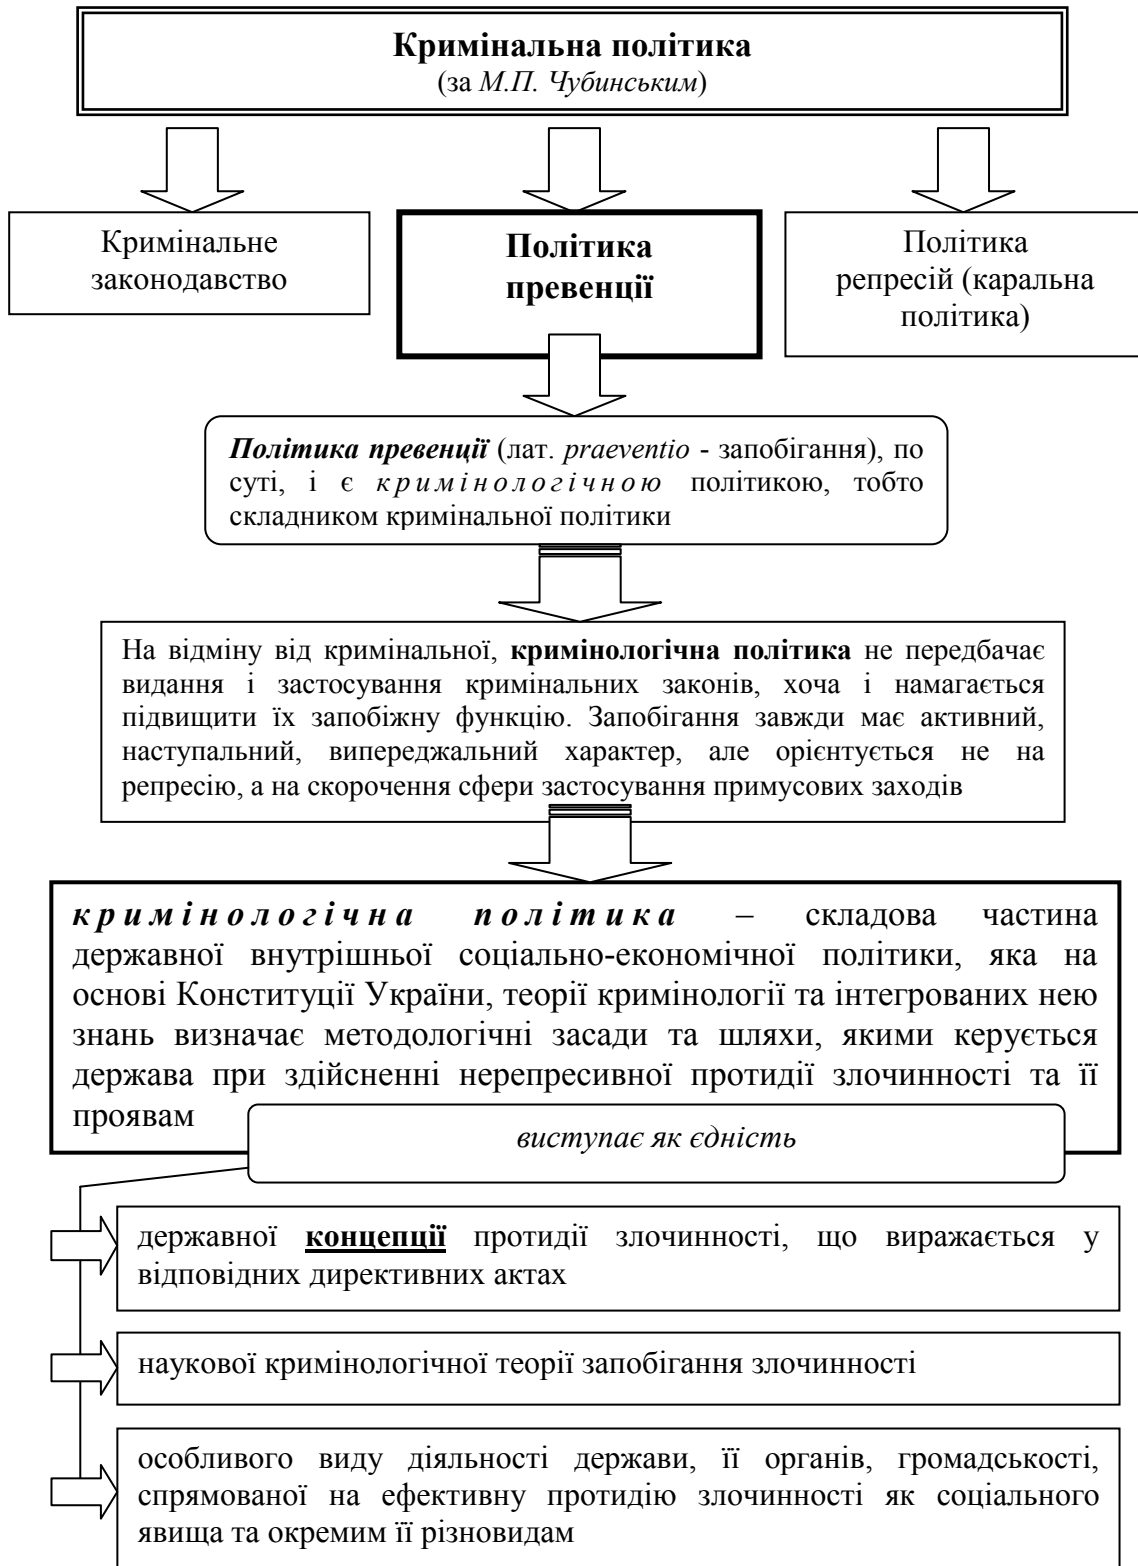 Кримінальна політика
(за М.П. Чубинським)
Кримінальне
законодавство
Політика
превенції
Політика
репресій (каральна
політика)
Політика превенції (лат. praeventio - запобігання), по
суті, і є кримінологічною політикою, тобто
складником кримінальної політики
На відміну від кримінальної, кримінологічна політика не передбачає
видання і застосування кримінальних законів, хоча і намагається
підвищити їх запобіжну функцію. Запобігання завжди має активний,
наступальний, випереджальний характер, але орієнтується не на
репресію, а на скорочення сфери застосування примусових заходів
кримінологічна політика – складова частина
державної внутрішньої соціально-економічної політики, яка на
основі Конституції України, теорії кримінології та інтегрованих нею
знань визначає методологічні засади та шляхи, якими керується
держава при здійсненні нерепресивної протидії злочинності та її
проявам
виступає як єдність
державної концепції протидії злочинності, що виражається у
відповідних директивних актах
наукової кримінологічної теорії запобігання злочинності
особливого виду діяльності держави, її органів, громадськості,
спрямованої на ефективну протидію злочинності як соціального
явища та окремим її різновидам